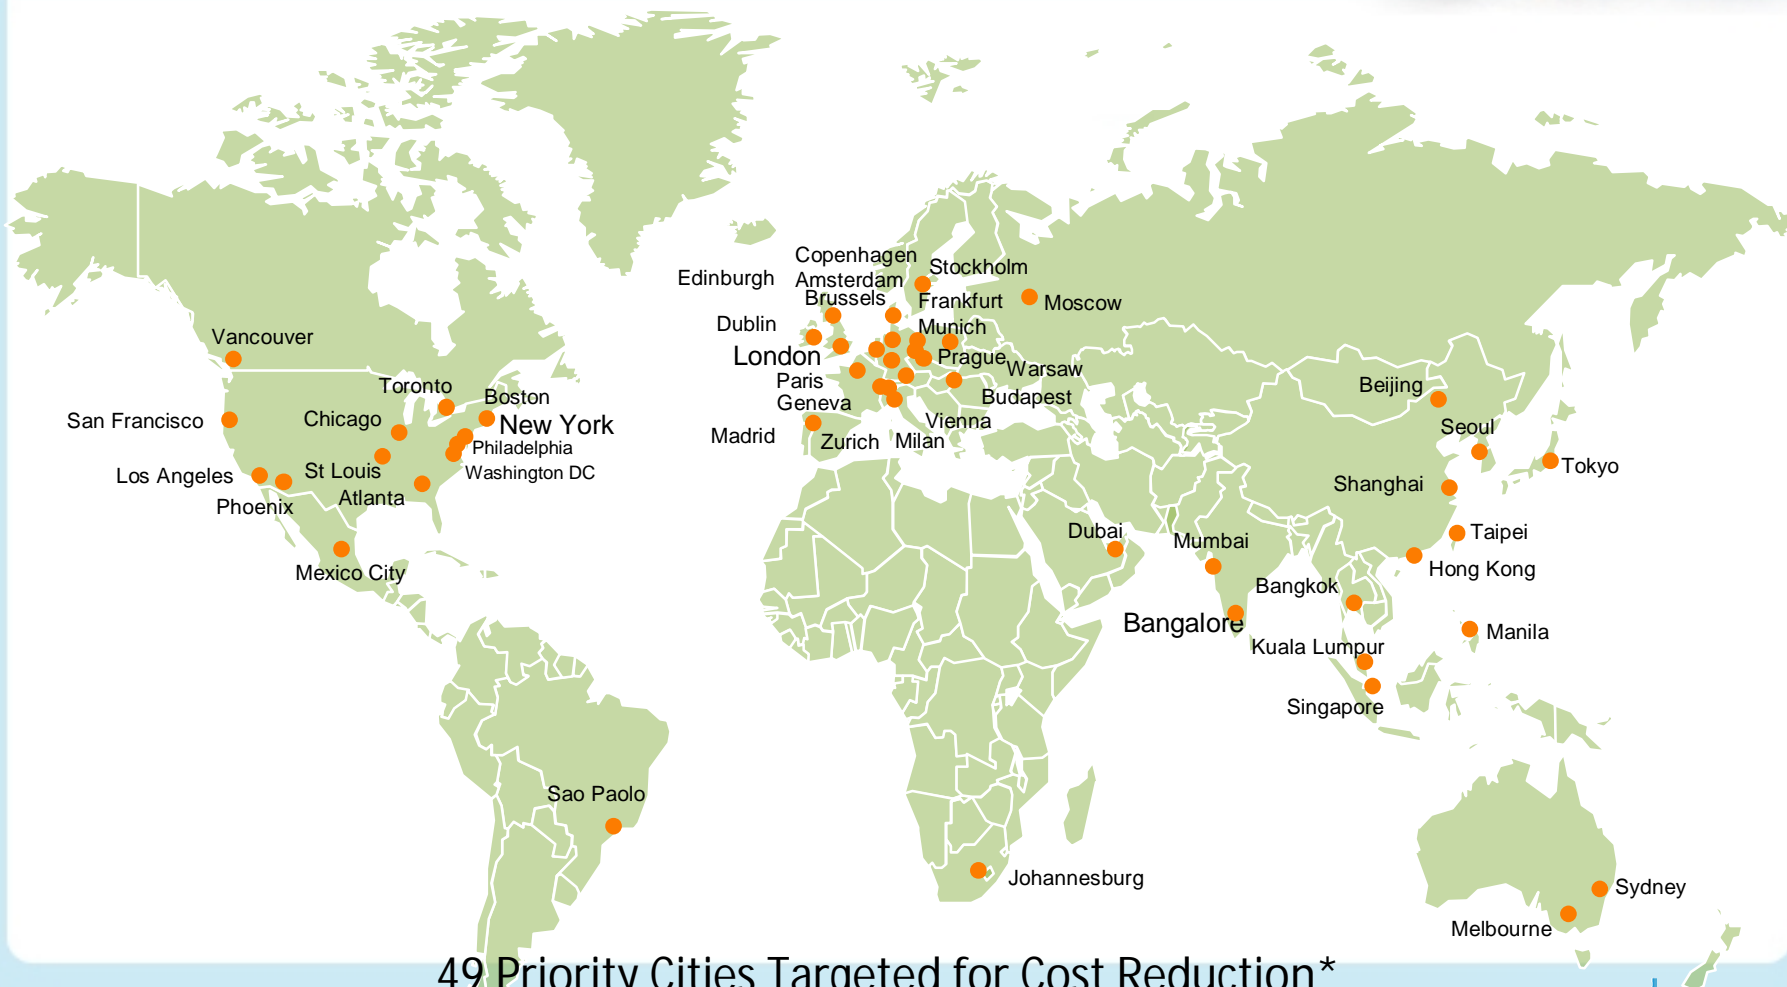 Copenhagen
Stockholm
Edinburgh
Amsterdam
Brussels
Frankfurt
Moscow
Dublin
Munich
Vancouver
London
Prague
Warsaw
Paris
Toronto
Beijing
Boston
Budapest
Geneva
San Francisco
Chicago
New York
Vienna
Seoul
Madrid
Zurich
Milan
Philadelphia
Tokyo
St Louis
Washington DC
Los Angeles
Shanghai
Atlanta
Phoenix
Dubai
Taipei
Mumbai
Mexico City
Hong Kong
Bangkok
Bangalore
Manila
Kuala Lumpur
Singapore
Sao Paolo
Johannesburg
Sydney
Melbourne
49 Priority Cities Targeted for Cost Reduction*